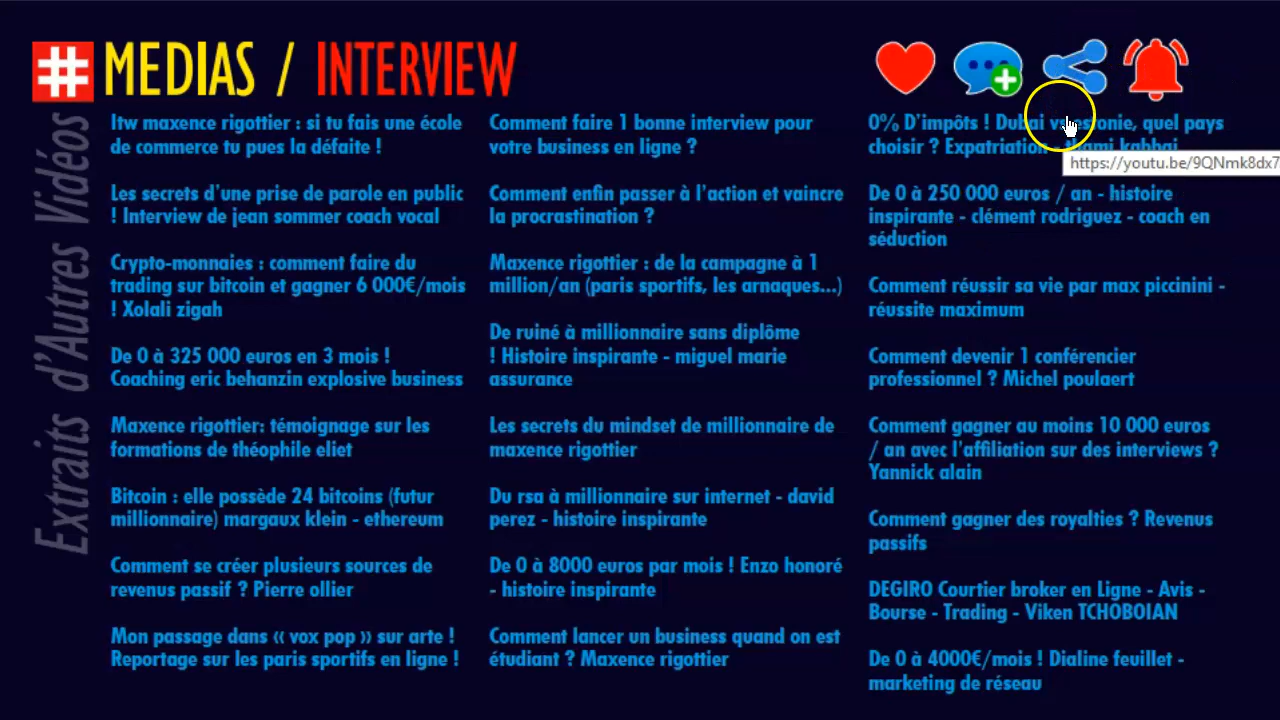 # MEDIAS / INTERVIEW
Extraits d'Autres Vidéos
Itw maxence rigottier : si tu fais une école
de commerce tu pues la défaite !
Les secrets d'une prise de parole en public
! Interview de jean sommer coach vocal
Crypto-monnaies : comment faire du
trading sur bitcoin et gagner 6 000€/mois
! Xolali zigah
De 0 à 325 000 euros en 3 mois !
Coaching eric behanzin explosive business
Maxence rigottier: témoignage sur les
formations de théophile eliet
Bitcoin : elle possède 24 bitcoins (futur
millionnaire) margaux klein - ethereum
Comment se créer plusieurs sources de
revenus passif ? Pierre ollier
Mon passage dans « vox pop » sur arte !
Reportage sur les paris sportifs en ligne !
Comment faire 1 bonne interview pour
votre business en ligne ?
Comment enfin passer à l'action et vaincre
la procrastination ?
Maxence rigottier : de la campagne à 1
million/an (paris sportifs, les arnaques...)
De ruiné à millionnaire sans diplôme
! Histoire inspirante - miguel marie
assurance
Les secrets du mindset de millionnaire de
maxence rigottier
Du rsa à millionnaire sur internet - david
perez - histoire inspirante
De 0 à 8000 euros par mois ! Enzo honoré
- histoire inspirante
Comment lancer un business quand on est
étudiant ? Maxence rigottier
0% D'impôts ! Dubai vs estonie, quel pays
choisir ? Expatriation - thami kabbaj
https://youtu.be/9QNmk8dx7
De 0 à 250 000 euros / an - histoire
inspirante - clément rodriguez - coach en
séduction
Comment réussir sa vie par max piccinini -
réussite maximum
Comment devenir 1 conférencier
professionnel ? Michel poulaert
Comment gagner au moins 10 000 euros
/ an avec l'affiliation sur des interviews ?
Yannick alain
Comment gagner des royalties ? Revenus
passifs
DEGIRO Courtier broker en Ligne - Avis -
Bourse - Trading - Viken TCHOBOIAN
De 0 à 4000€/mois ! Dialine feuillet -
marketing de réseau